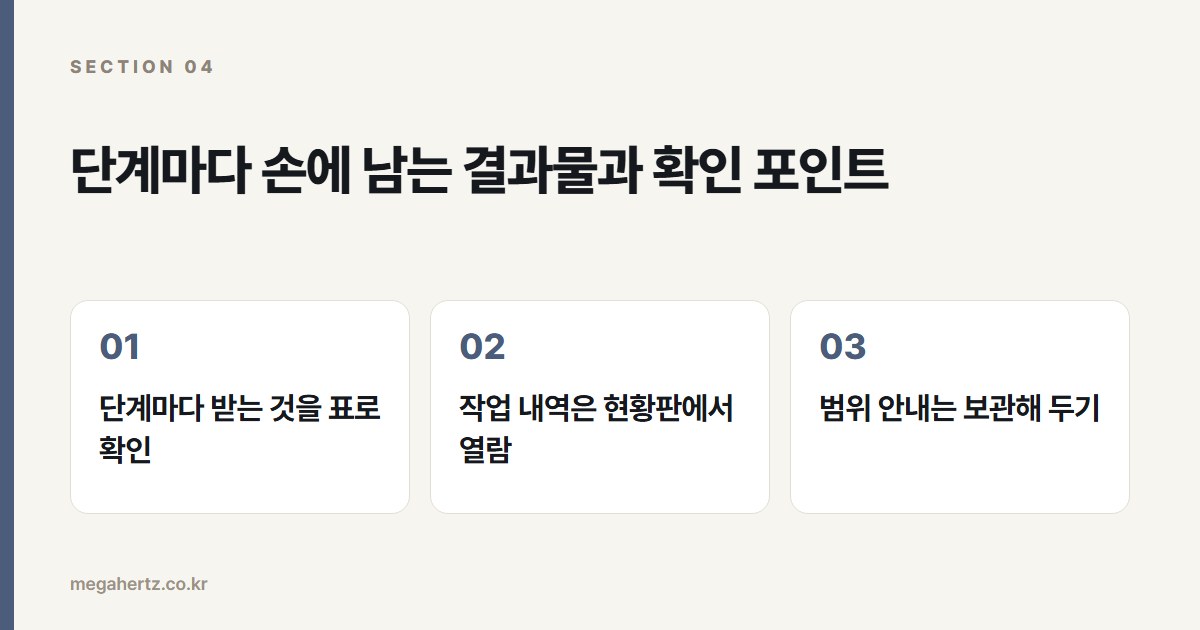 SECTION 04
단계마다 손에 남는 결과물과 확인 포인트
01
단계마다 받는 것을 표로
확인
02
작업 내역은 현황판에서
열람
03
범위 안내는 보관해 두기
megahertz.co.kr